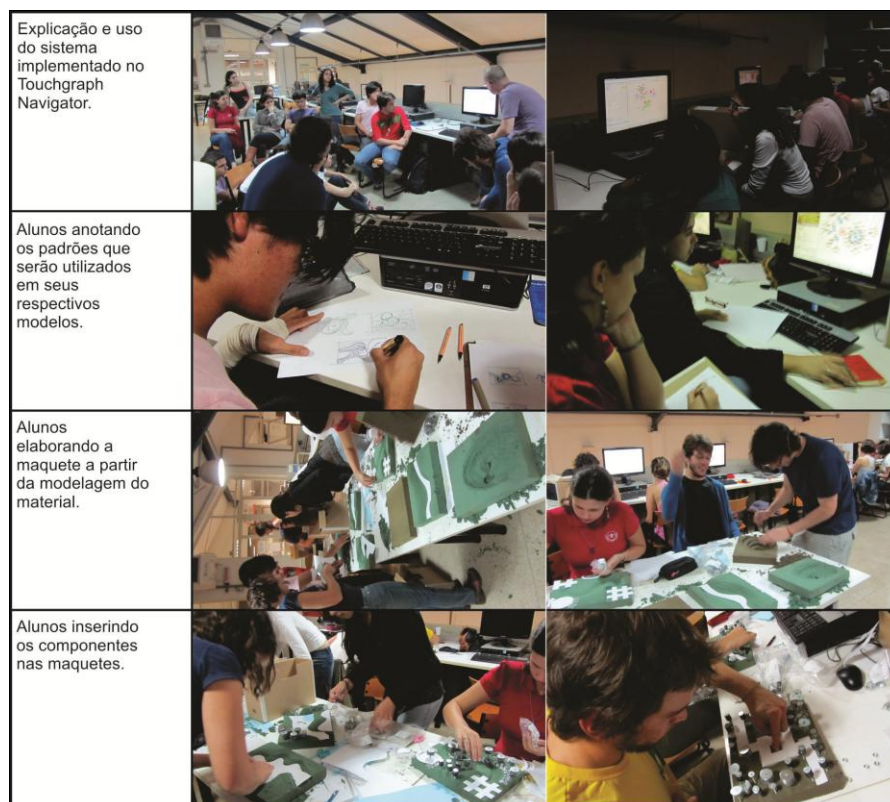 Explicação e uso
do sistema
implementado no
Touchgraph
Navigator.
Alunos anotando
os padrões que
serão utilizados
em seus
respectivos
modelos.
Alunos
elaborando a
maquete a partir
da modelagem do
material.
Alunos inserindo
os componentes
nas maquetes.